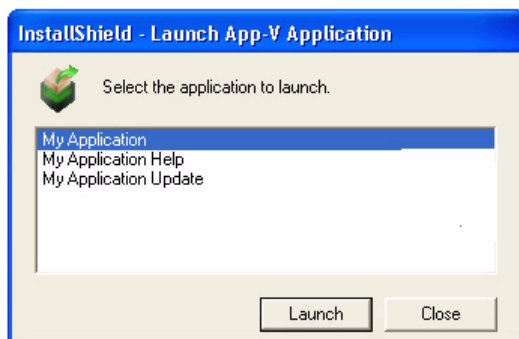 InstallShield - Launch App-V Application
Select the application to launch.
My Application
My Application Help
My Application Update
Launch Close